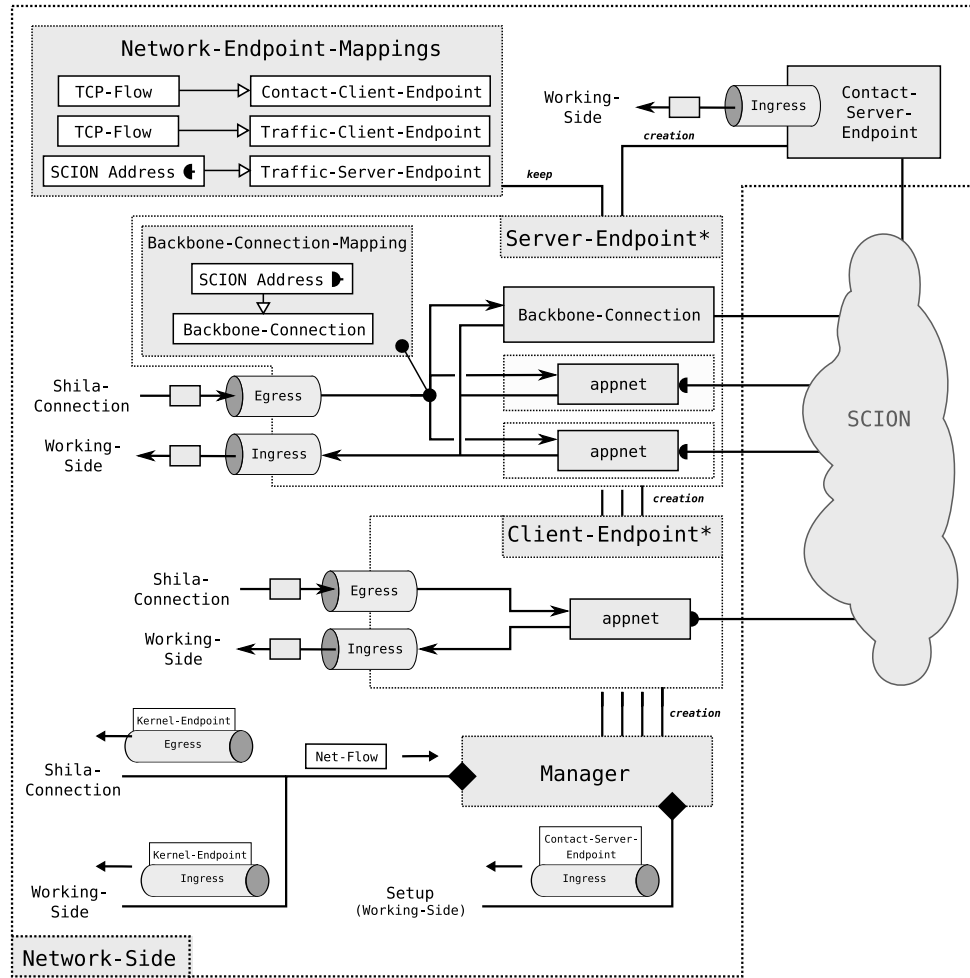 Network-Endpoint-Mappings
TCP-Flow
Contact-Client-Endpoint
TCP-Flow
Traffic-Client-Endpoint
SCION Address
Traffic-Server-Endpoint
keep
Working-
Side
Ingress
Contact-
Server-
Endpoint
creation
Server-Endpoint*
Backbone-Connection-Mapping
SCION Address
Backbone-Connection
Backbone-Connection
Shila-
Connection
Egress
appnet
Working-
Side
Ingress
appnet
SCION
creation
Client-Endpoint*
Shila-
Connection
Egress
appnet
Working-
Side
Ingress
creation
Kernel-Endpoint
Egress
Shila-
Connection
Net-Flow
Manager
Kernel-Endpoint
Ingress
Working-
Side
Contact-Server-
Endpoint
Ingress
Setup
(Working-Side)
Network-Side